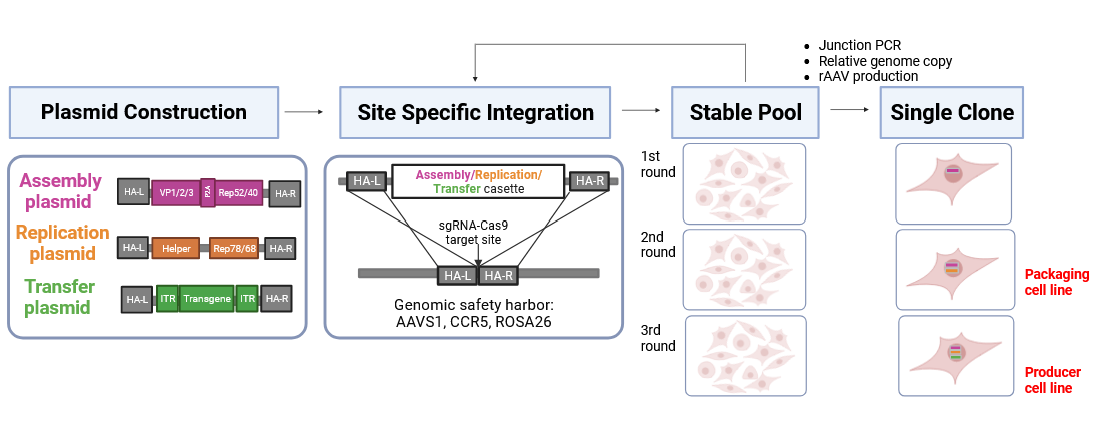 Junction PCR
Relative genome copy
rAAV production
Plasmid Construction
Site Specific Integration
Stable Pool
Single Clone
Assembly
plasmid
HA-L
VP1/2/3
P2A
Rep52/40
HA-R
Replication
plasmid
HA-L
Helper
Rep78/68
HA-R
Transfer
plasmid
HA-L
ITR
Transgene
ITR
HA-R
HA-L
Assembly/Replication/
Transfer casette
HA-R
sgRNA-Cas9
target site
HA-L
HA-R
Genomic safety harbor:
AAVS1, CCR5, ROSA26
1st
round
2nd
round
3rd
round
Packaging
cell line
Producer
cell line